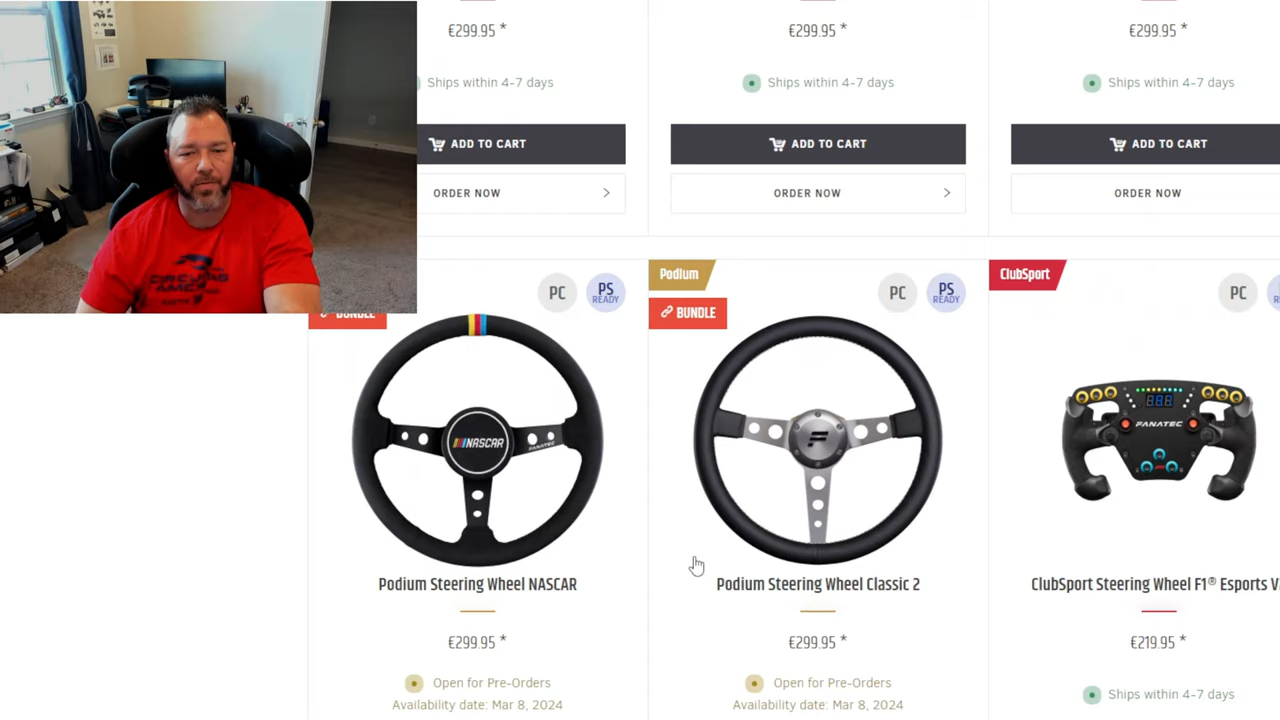 €299.95 *
€299.95 *
€299.95 *
Ships within 4-7 days
Ships within 4-7 days
Ships within 4-7 days
ADD TO CART
ADD TO CART
ADD TO CART
ORDER NOW
ORDER NOW
ORDER NOW
CIRCUIT
AMERICAS
BUNDLE
PC
PS
READY
NASCAR
FANATEC
Podium Steering Wheel NASCAR
€299.95 *
Open for Pre-Orders
Availability date: Mar 8, 2024
Podium
BUNDLE
PC
PS
READY
Podium Steering Wheel Classic 2
€299.95 *
Open for Pre-Orders
Availability date: Mar 8, 2024
ClubSport
PC
888
FANATEC
ClubSport Steering Wheel F1® Esports V
€219.95 *
Ships within 4-7 days